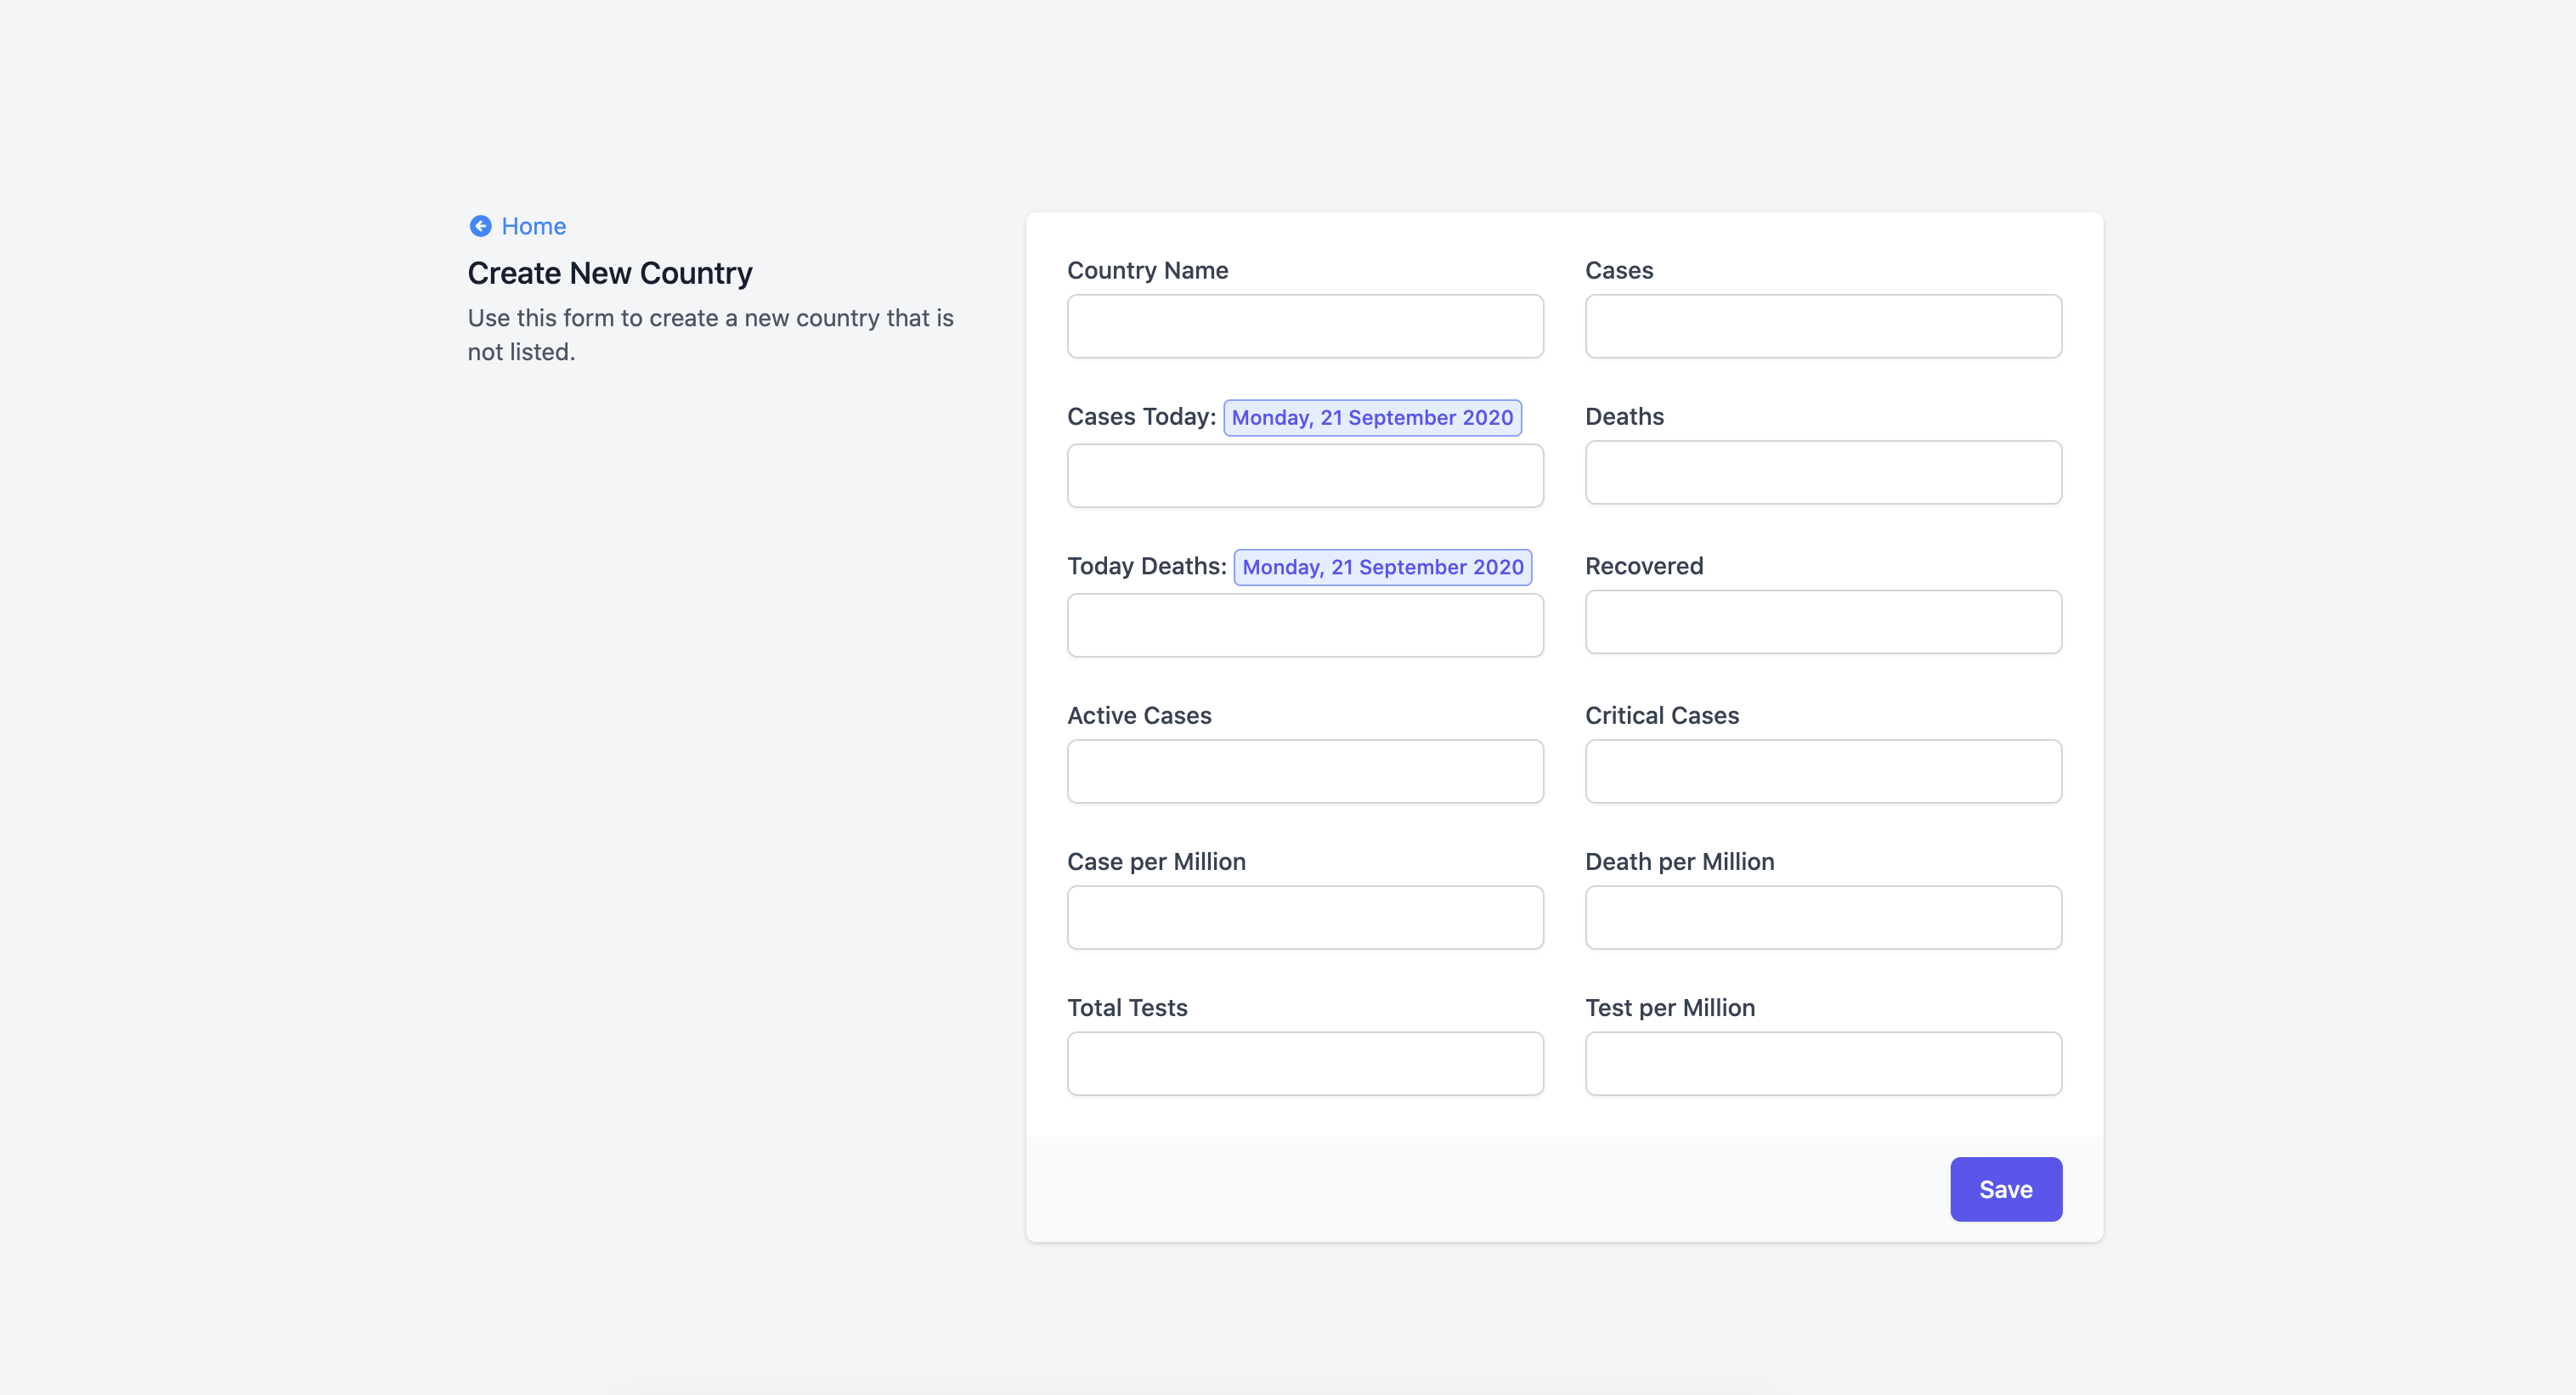 Home
Create New Country
Use this form to create a new country that is
not listed.
Country Name
Cases
Cases Today: Monday, 21 September 2020
Deaths
Today Deaths: Monday, 21 September 2020
Recovered
Active Cases
Critical Cases
Case per Million
Death per Million
Total Tests
Test per Million
Save